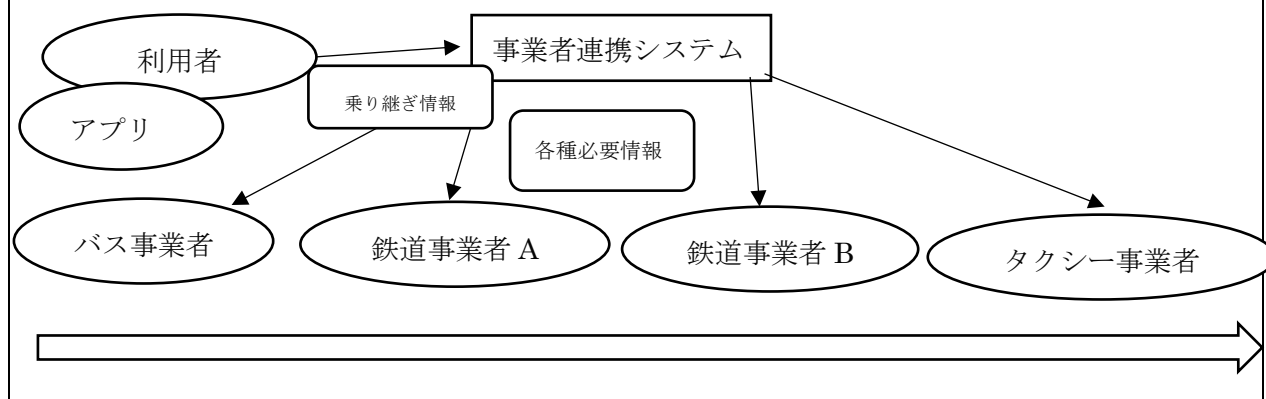 利用者
事業者連携システム
乗り継ぎ情報
アプリ
各種必要情報
バス事業者
鉄道事業者 A
鉄道事業者 B
タクシー事業者